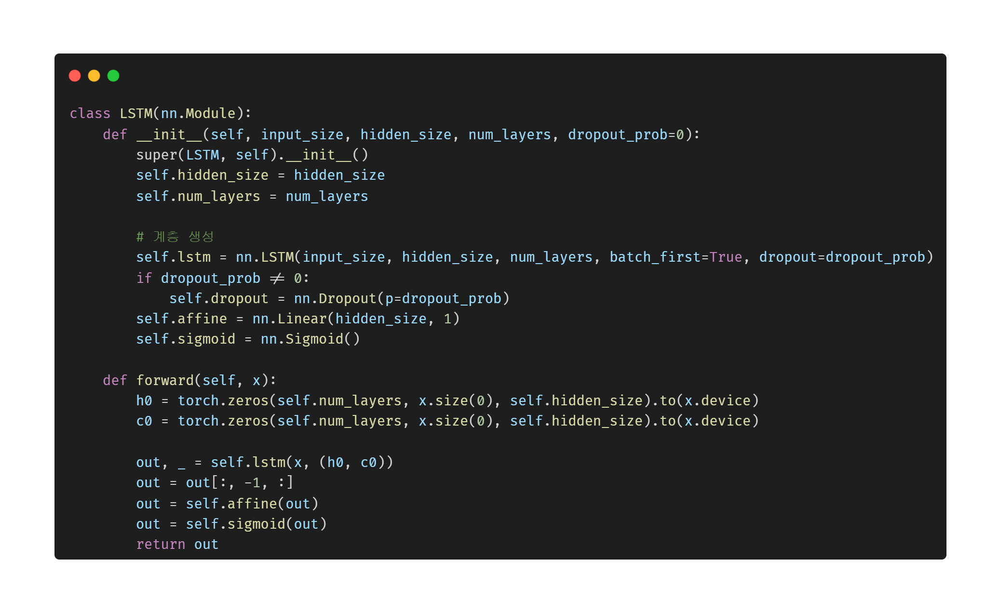 class LSTM(nn.Module):
    def __init__(self, input_size, hidden_size, num_layers, dropout_prob=0):
        super(LSTM, self).__init__()
        self.hidden_size = hidden_size
        self.num_layers = num_layers

        # 계층 생성
        self.lstm = nn.LSTM(input_size, hidden_size, num_layers, batch_first=True, dropout=dropout_prob)
        if dropout_prob != 0:
            self.dropout = nn.Dropout(p=dropout_prob)
        self.affine = nn.Linear(hidden_size, 1)
        self.sigmoid = nn.Sigmoid()

    def forward(self, x):
        h0 = torch.zeros(self.num_layers, x.size(0), self.hidden_size).to(x.device)
        c0 = torch.zeros(self.num_layers, x.size(0), self.hidden_size).to(x.device)

        out, _ = self.lstm(x, (h0, c0))
        out = out[:, -1, :]
        out = self.affine(out)
        out = self.sigmoid(out)
        return out